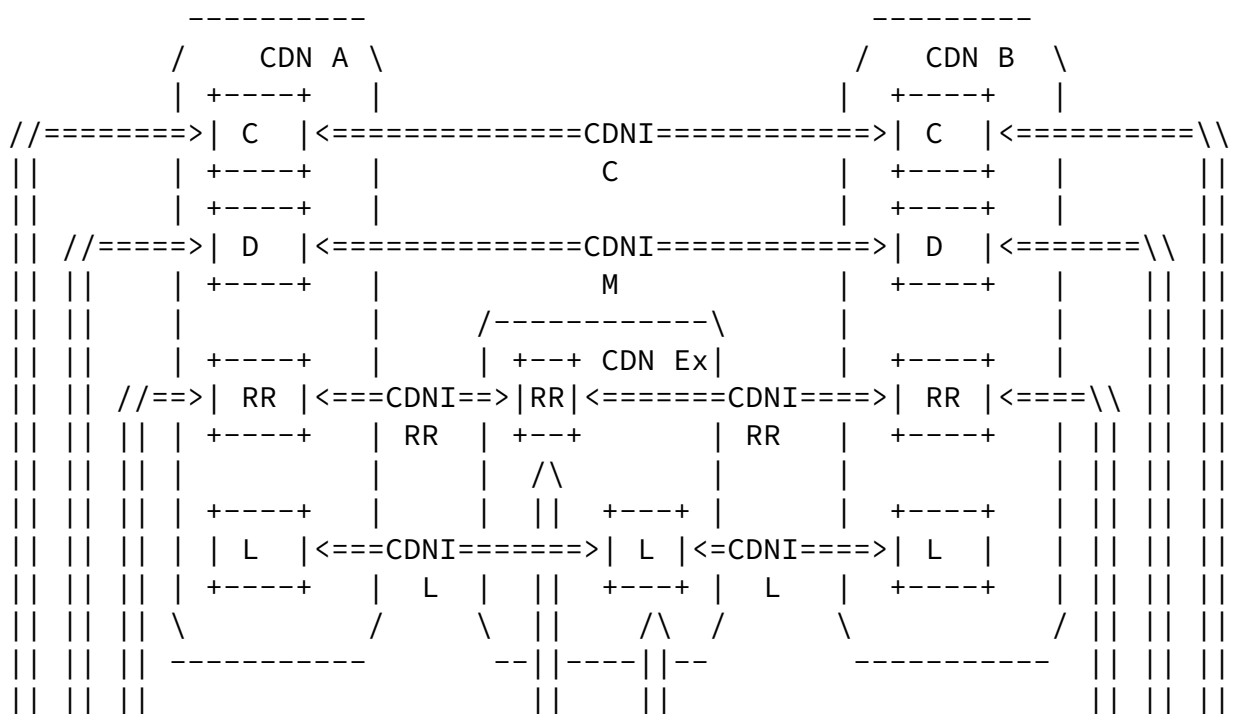 CDN A CDN B
C CDNI C
C
D CDNI D
M
CDN Ex
RR CDNI RR CDNI RR
RR RR
L CDNI L CDNI L
L L